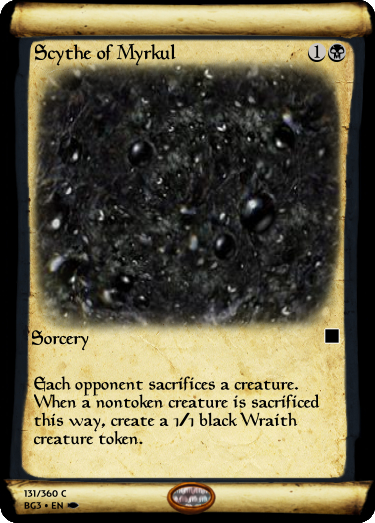 Scythe of Myrkul 1
Sorcery
Each opponent sacrifices a creature.
When a nontoken creature is sacrificed
this way, create a 1/1 black Wraith
creature token.
131/360 C
BG3 • EN